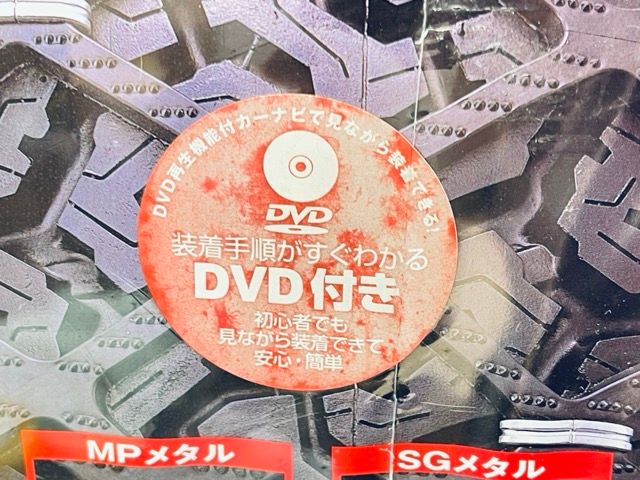 DVD再生機能付カーナビで見ながら装着できる!
DVD
装着手順がすぐわかる
DVD付き
初心者でも
見ながら装着できて
安心・簡単
MPメタル
SGメタル